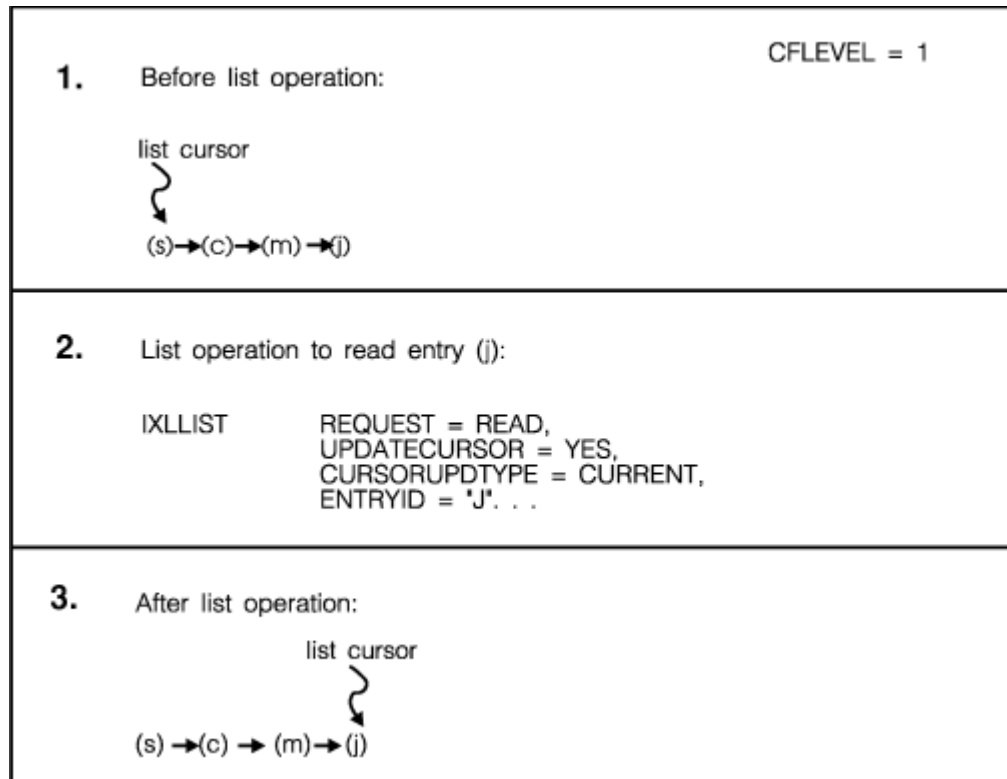 CFLEVEL = 1
1. Before list operation:
list cursor
(s)→(c)→(m)→(j)
2. List operation to read entry (j):
IXLLIST REQUEST = READ,
UPDATECURSOR = YES,
CURSORUPDTYPE = CURRENT,
ENTRYID = "J". . .
3. After list operation:
list cursor
(s)→(c)→(m)→(j)